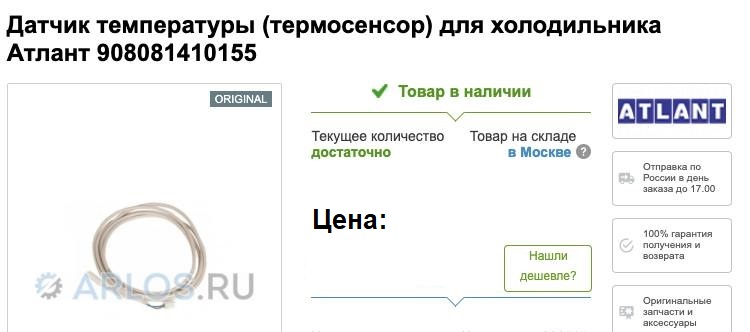 Датчик температуры (термосенсор) для холодильника
Атлант 908081410155
ORIGINAL
ARLOS.RU
Товар в наличии
Текущее количество
достаточно
Товар на складе
в Москве ?
Цена:
Нашли
дешевле?
ATLANT
Отправка по
России в день
заказа до 17.00
100% гарантия
получения и
возврата
Оригинальные
запчасти и
аксессуары